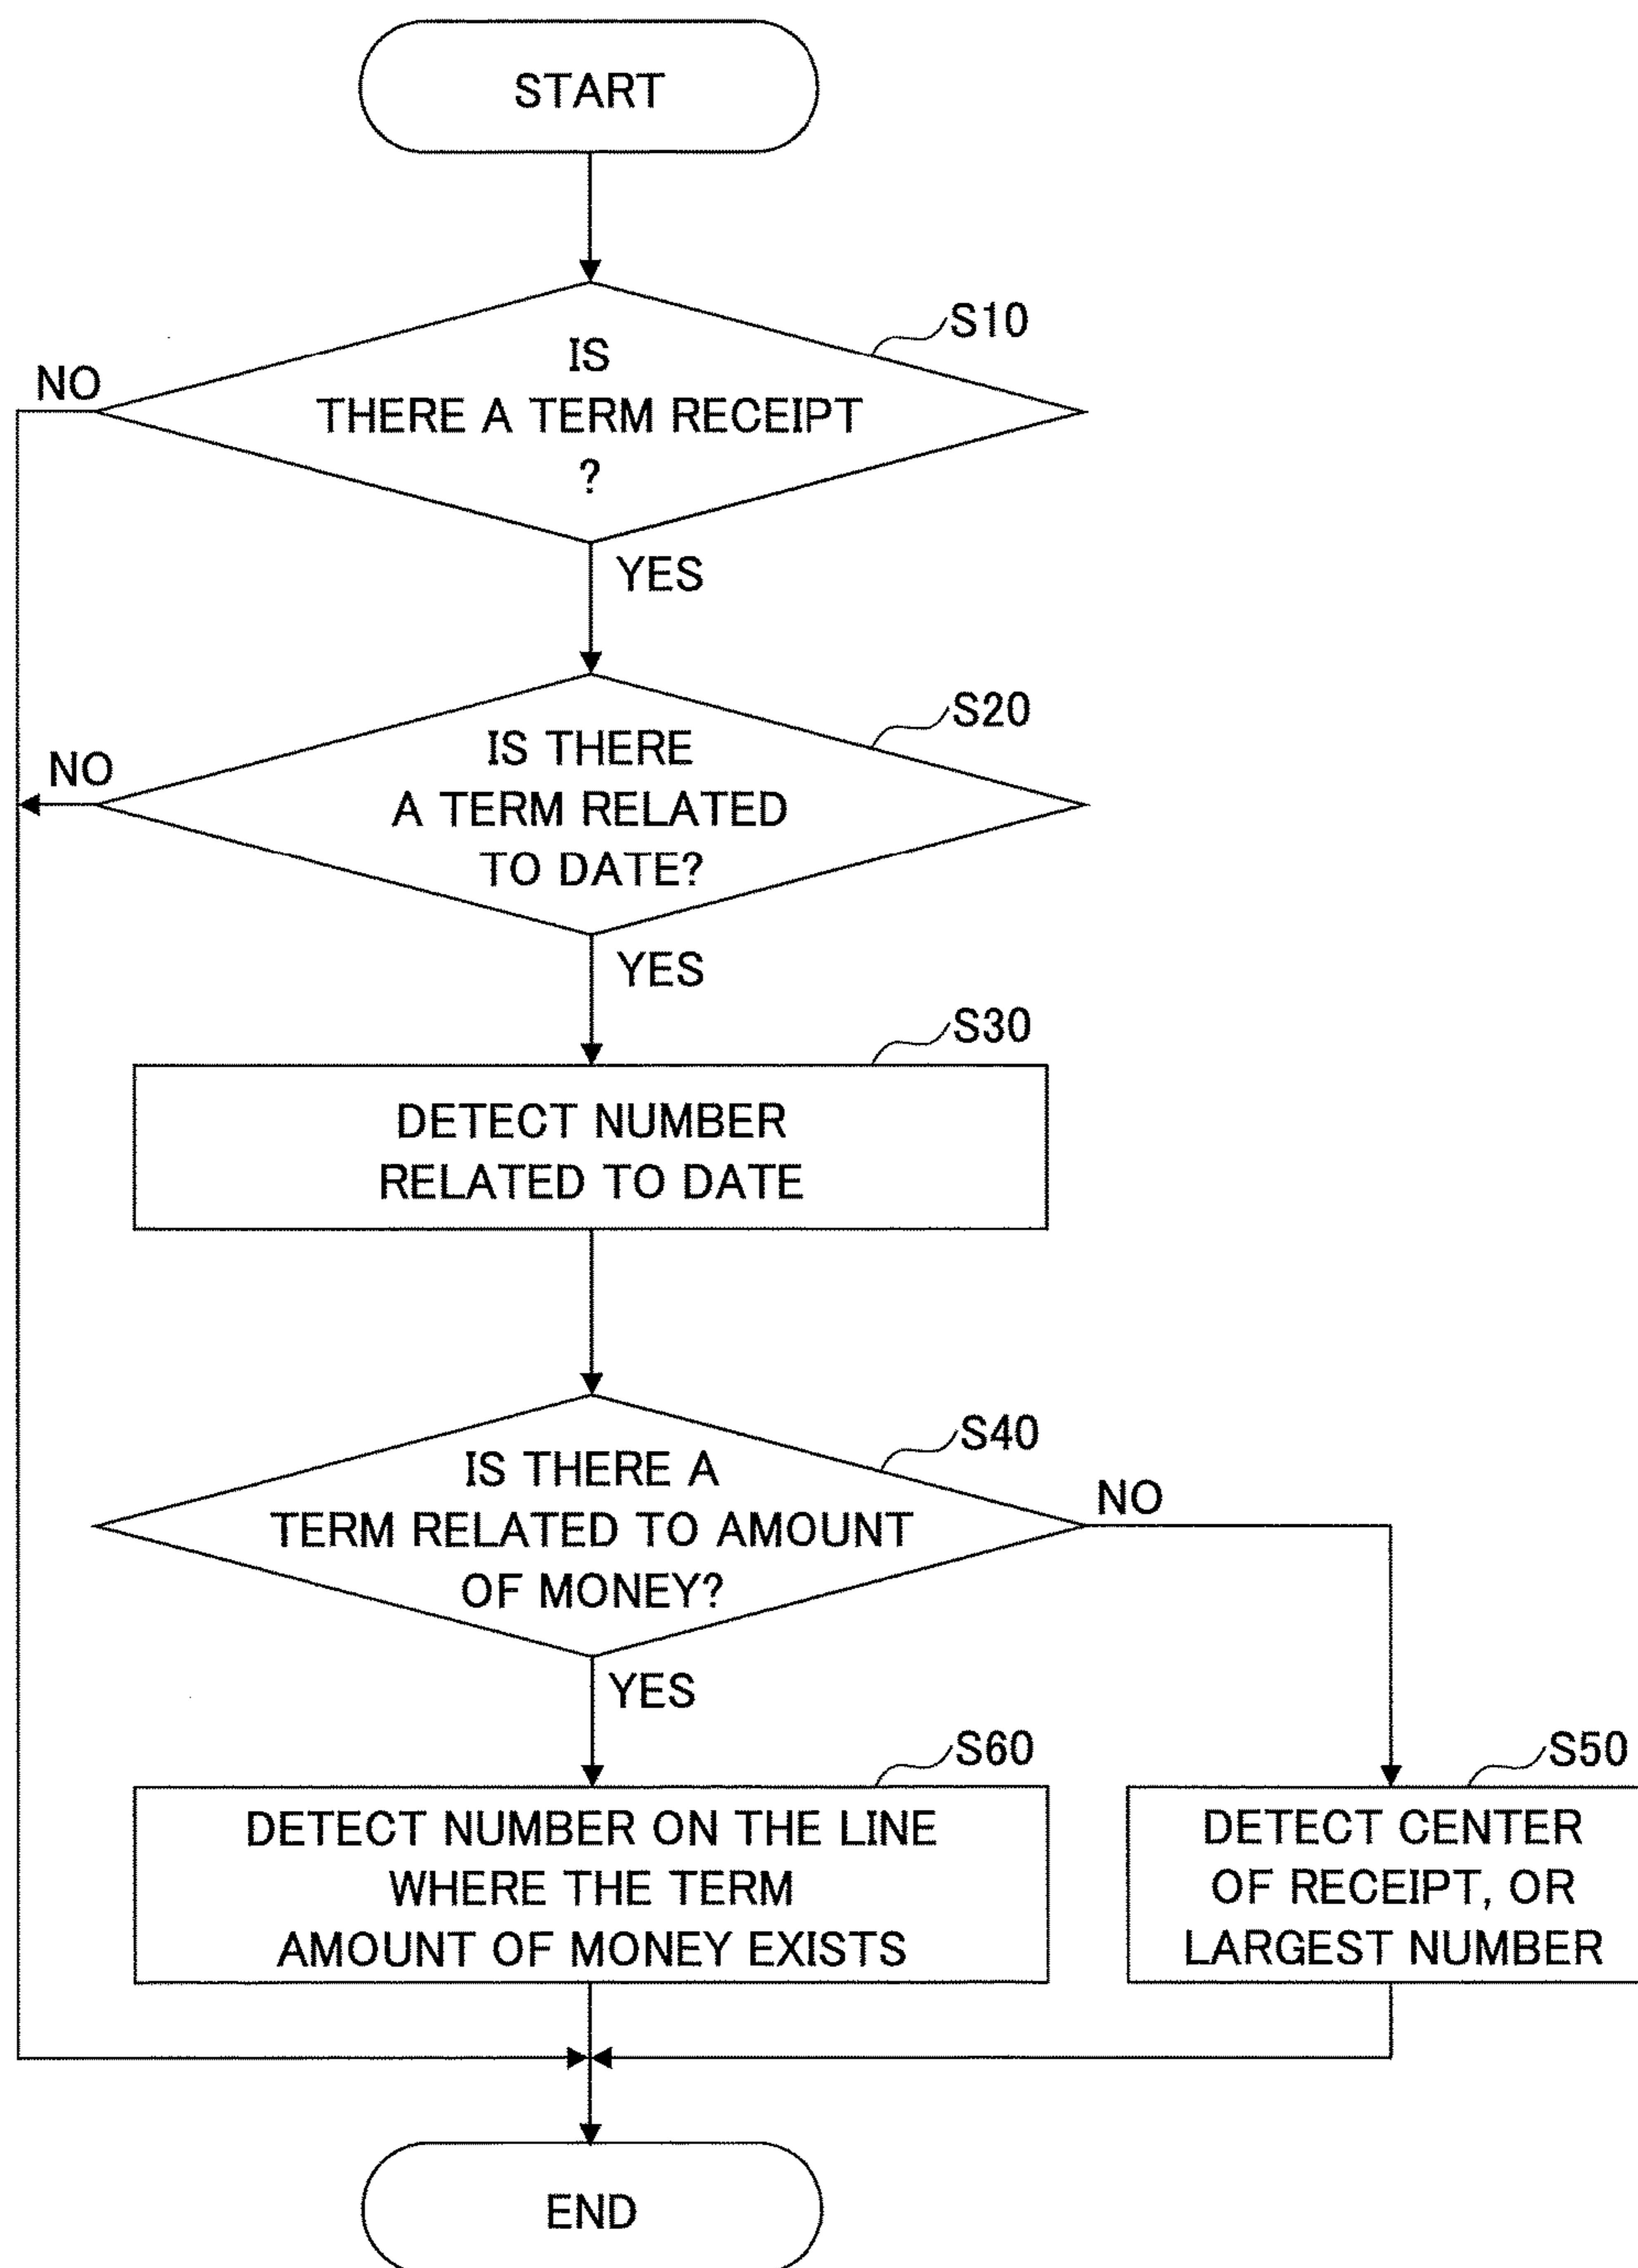 START
S10
IS
THERE A TERM RECEIPT
?
NO
YES
S20
IS THERE
A TERM RELATED
TO DATE?
NO
YES
S30
DETECT NUMBER
RELATED TO DATE
S40
IS THERE A
TERM RELATED TO AMOUNT
OF MONEY?
NO
YES
S60
DETECT NUMBER ON THE LINE
WHERE THE TERM
AMOUNT OF MONEY EXISTS
S50
DETECT CENTER
OF RECEIPT, OR
LARGEST NUMBER
END